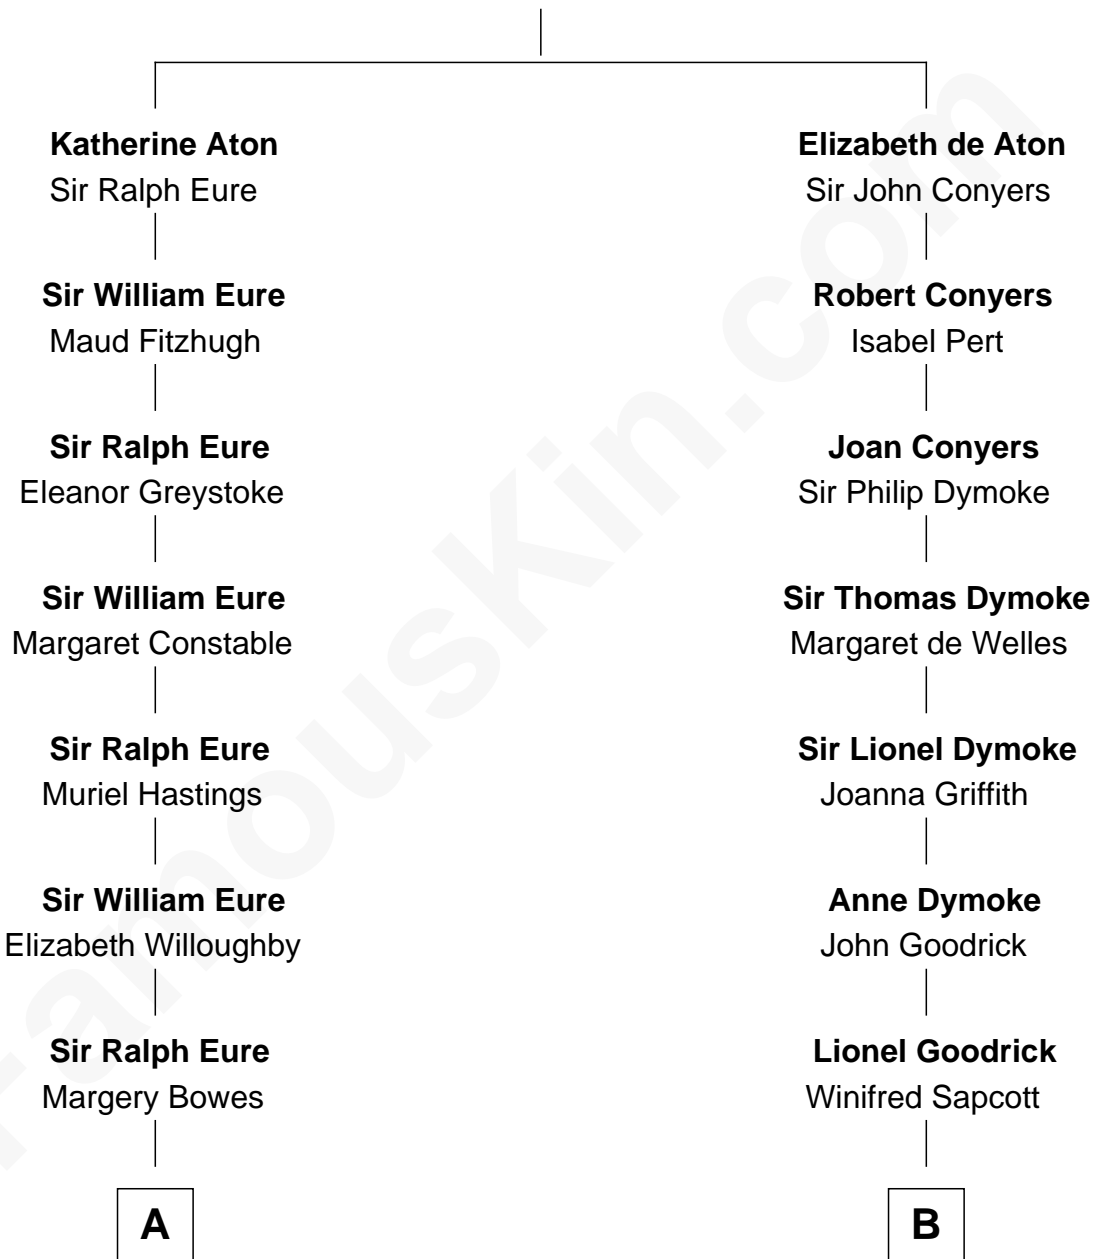 Katherine Aton
Sir Ralph Eure
Sir William Eure
Maud Fitzhugh
Sir Ralph Eure
Eleanor Greystoke
Sir William Eure
Margaret Constable
Sir Ralph Eure
Muriel Hastings
Sir William Eure
Elizabeth Willoughby
Sir Ralph Eure
Margery Bowes
A
Elizabeth de Aton
Sir John Conyers
Robert Conyers
Isabel Pert
Joan Conyers
Sir Philip Dymoke
Sir Thomas Dymoke
Margaret de Welles
Sir Lionel Dymoke
Joanna Griffith
Anne Dymoke
John Goodrick
Lionel Goodrick
Winifred Sapcott
B
FamousKin.com